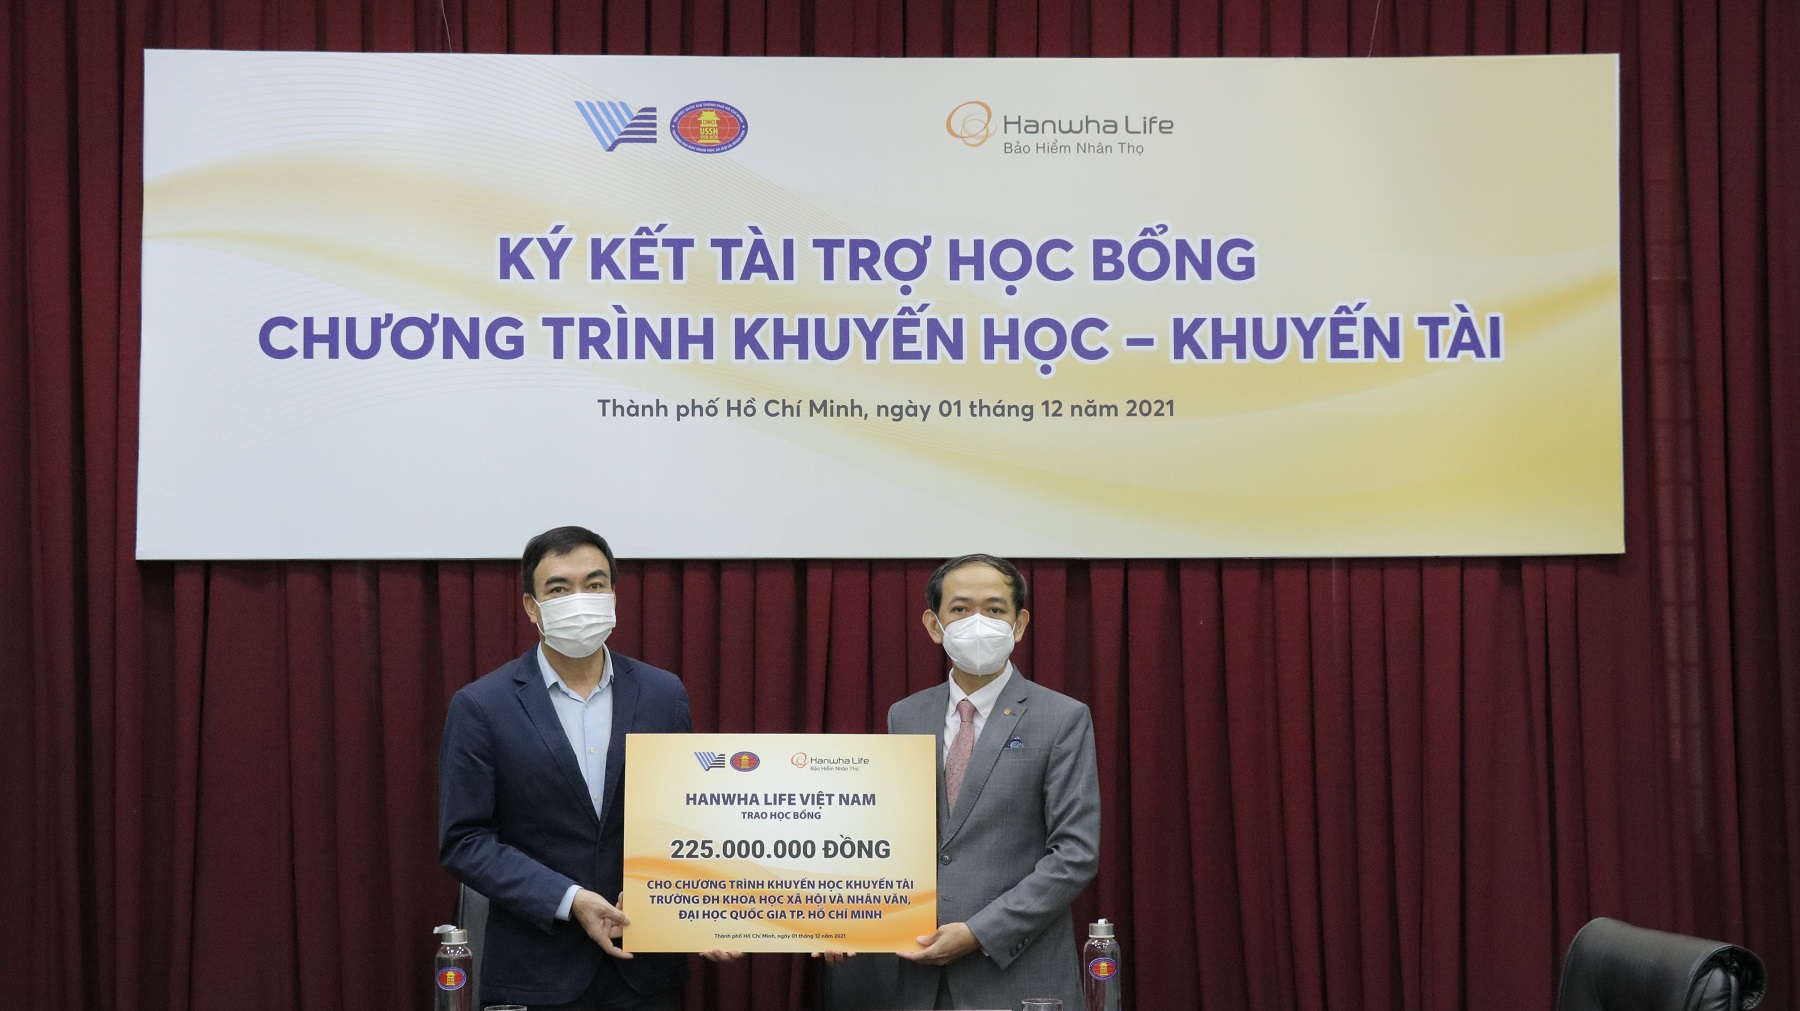 USSH
Hanwha Life
Bảo Hiểm Nhân Thọ
KÝ KẾT TÀI TRỢ HỌC BỔNG
CHƯƠNG TRÌNH KHUYẾN HỌC – KHUYẾN TÀI
Thành phố Hồ Chí Minh, ngày 01 tháng 12 năm 2021
Hanwha Life
Bảo Hiểm Nhân Thọ
HANWHA LIFE VIỆT NAM
TRAO HỌC BỔNG
225.000.000 ĐỒNG
CHO CHƯƠNG TRÌNH KHUYẾN HỌC KHUYẾN TÀI
TRƯỜNG ĐH KHOA HỌC XÃ HỘI VÀ NHÂN VĂN,
ĐẠI HỌC QUỐC GIA TP. HỒ CHÍ MINH
Thành phố Hồ Chí Minh, ngày 01 tháng 12 năm 2021